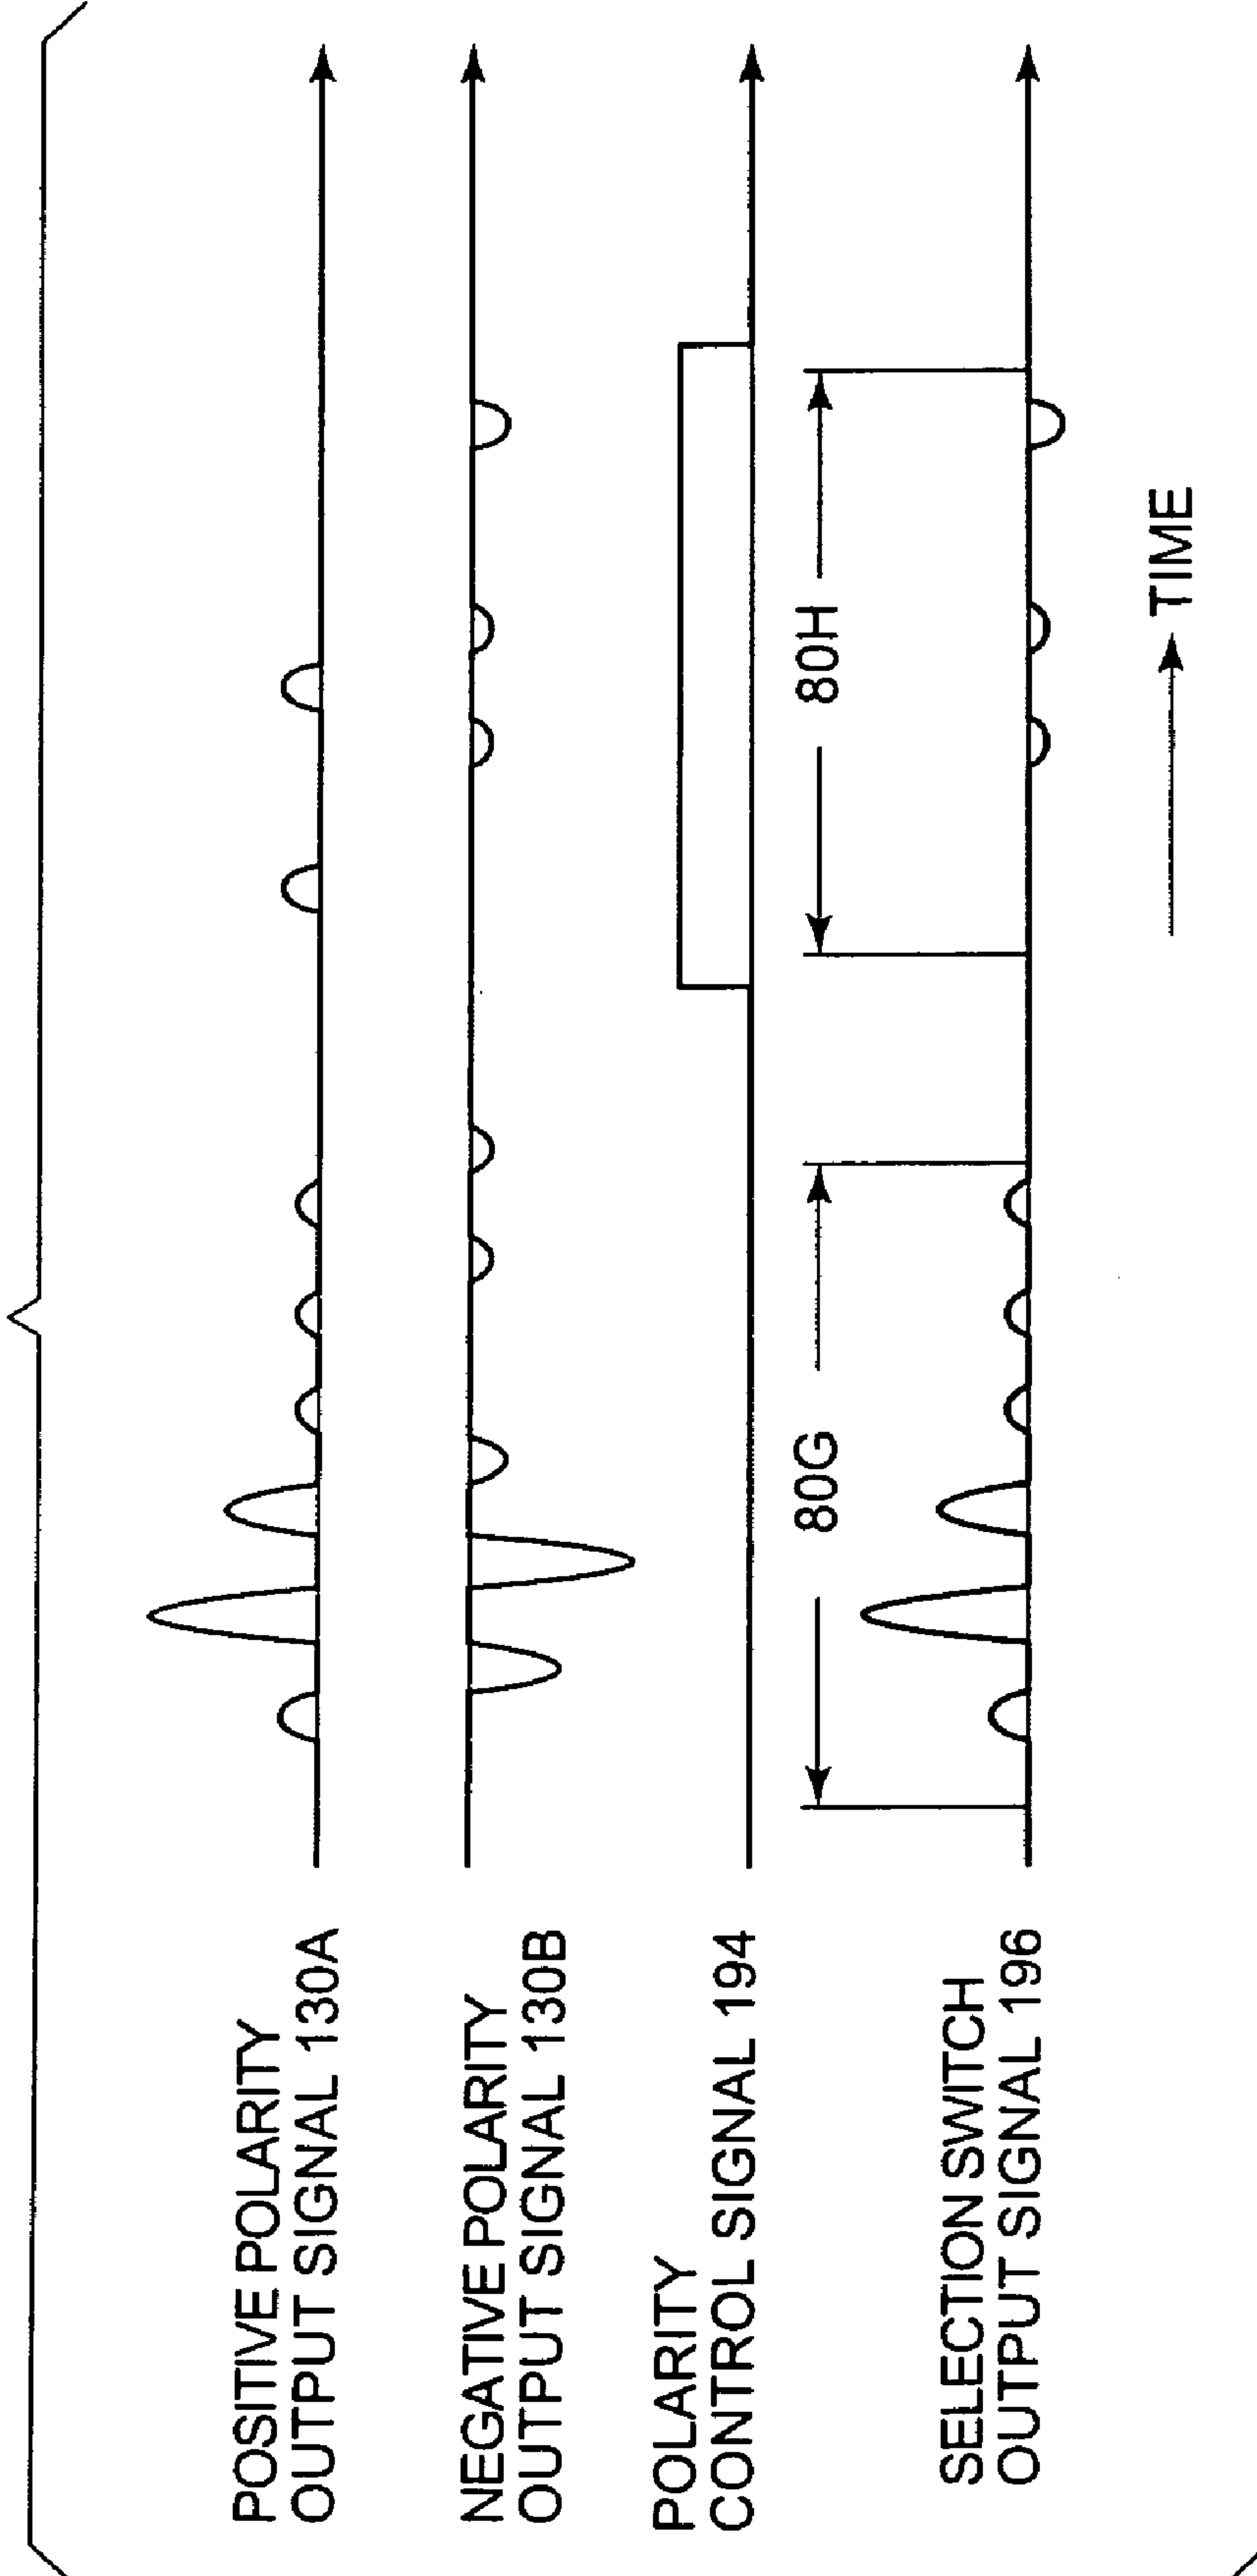 POSITIVE POLARITY
OUTPUT SIGNAL 130A
NEGATIVE POLARITY
OUTPUT SIGNAL 130B
POLARITY
CONTROL SIGNAL 194
80G
80H
SELECTION SWITCH
OUTPUT SIGNAL 196
TIME